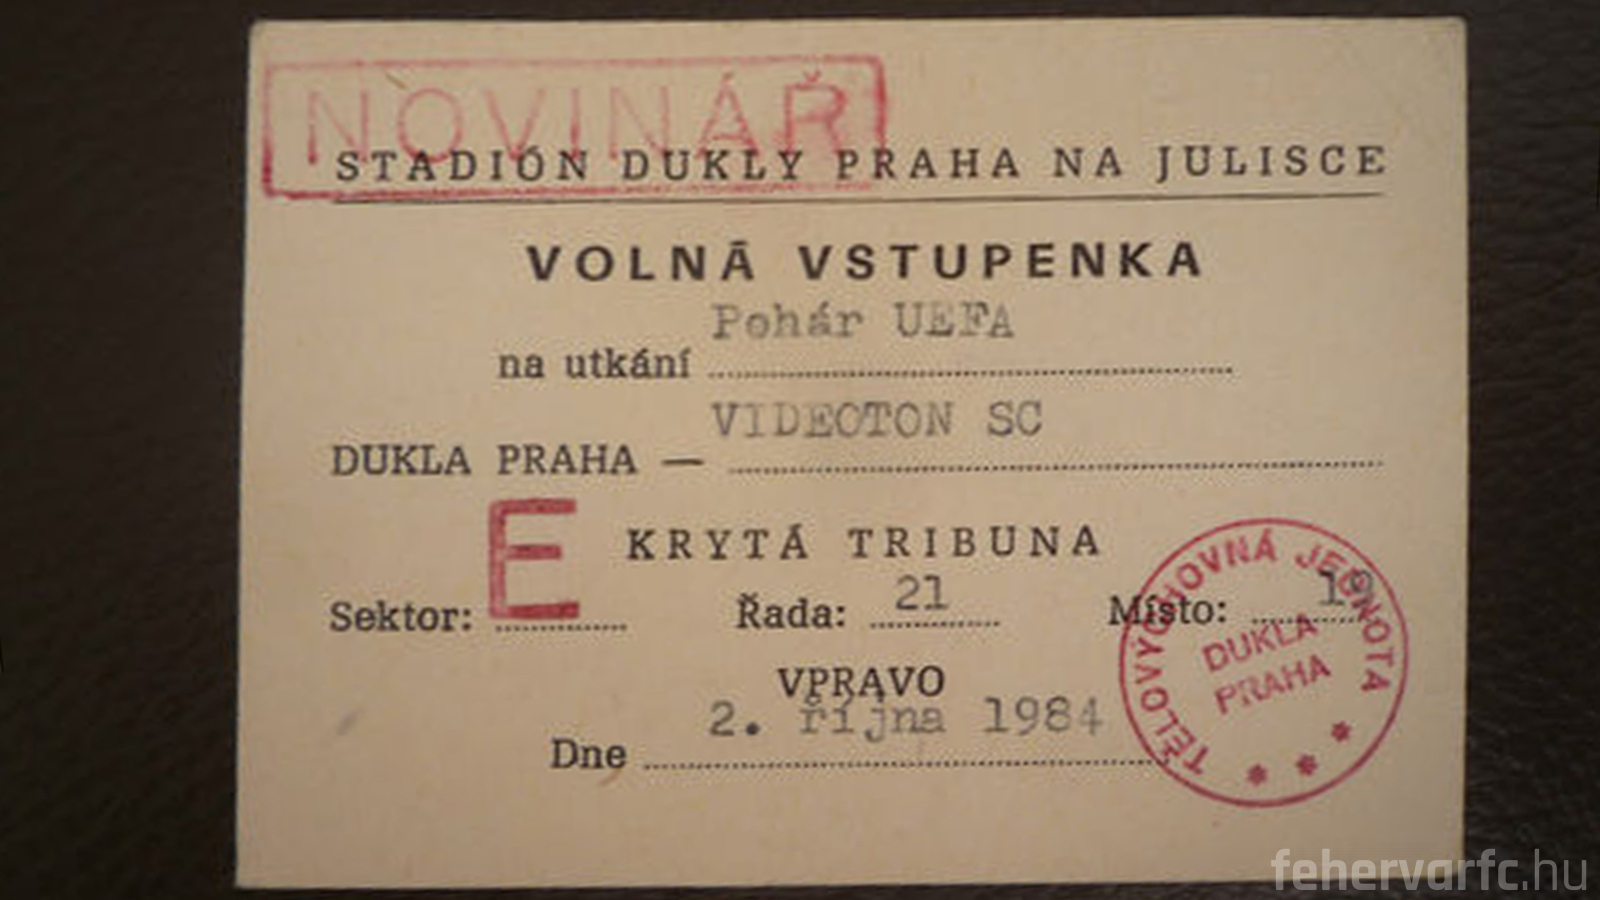 NOVINÁŘ
STADIÓN DUKLY PRAHA NA JULISCE
VOLNÁ VSTUPENKA
Pohár UEFA
na utkání
VIDEOTON SC
DUKLA PRAHA —
E KRYTÁ TRIBUNA
Sektor: Řada: 21 Místo: 19
VPRAVO
2. října 1984
Dne
TĚLOVÝCHOVNÁ JEDNOTA
DUKLA
PRAHA
* * *
fehervarfc.hu